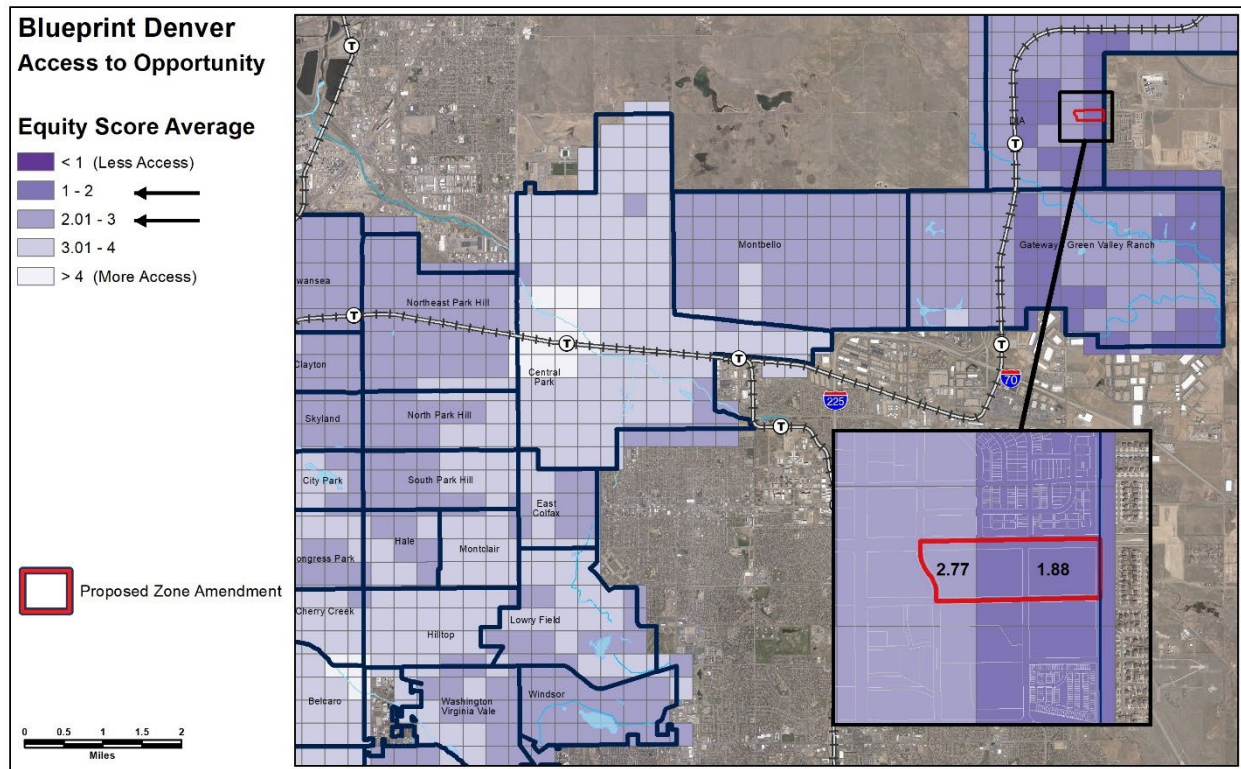 Blueprint Denver
Access to Opportunity
Equity Score Average
< 1 (Less Access)
1 - 2
2.01 - 3
3.01 - 4
> 4 (More Access)
Proposed Zone Amendment
0 0.5 1 1.5 2
Miles
T
DIA
T
Montbello
Gateway / Green Valley Ranch
wansea
Northeast Park Hill
T
T
T
T
Clayton
Central
Park
70
225
Skyland
North Park Hill
T
City Park
South Park Hill
East
Colfax
Hale
Montclair
ongress Park
2.77
1.88
Cherry Creek
Hilltop
Lowry Field
Belcaro
Washington
Virginia Vale
Windsor